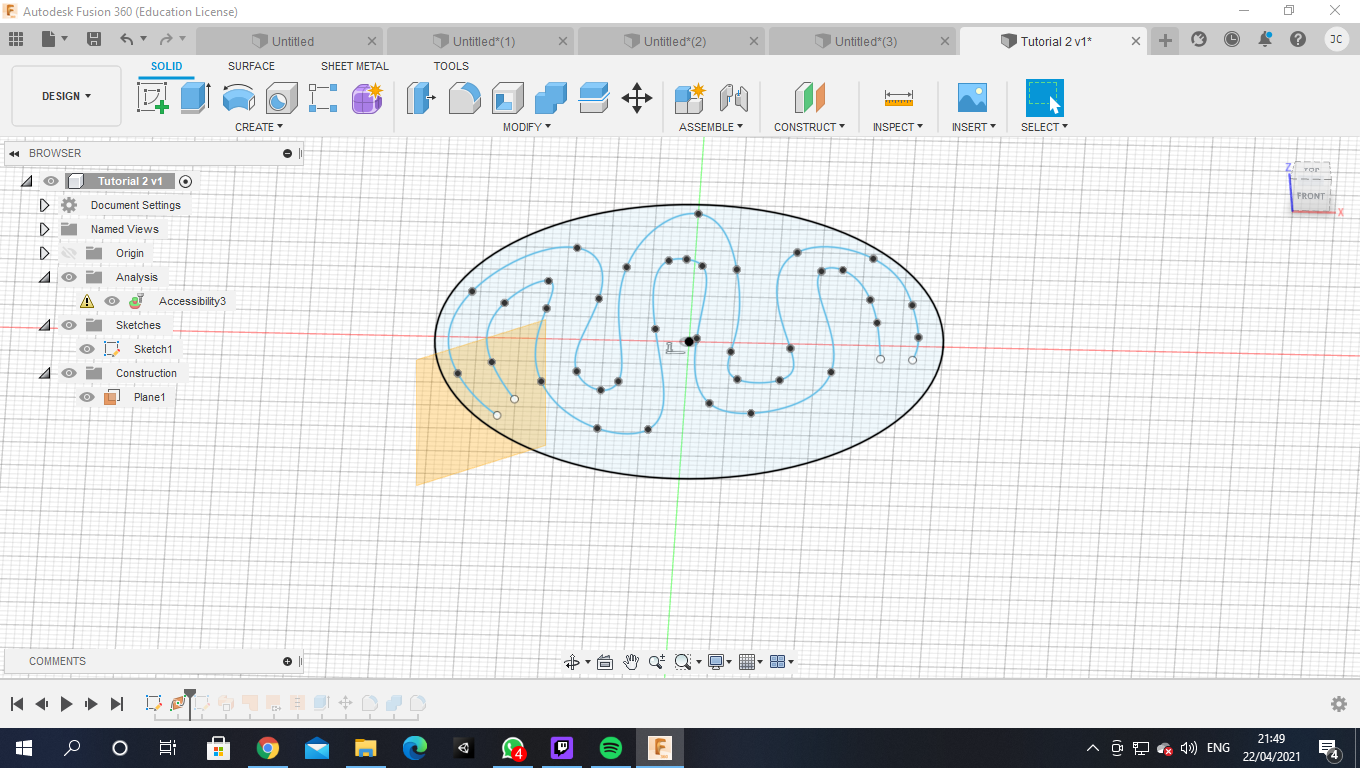 Autodesk Fusion 360 (Education License)
Untitled
Untitled*(1)
Untitled*(2)
Untitled*(3)
Tutorial 2 v1*
JC
DESIGN
SOLID
SURFACE
SHEET METAL
TOOLS
CREATE
MODIFY
ASSEMBLE
CONSTRUCT
INSPECT
INSERT
SELECT
BROWSER
Tutorial 2 v1
Document Settings
Named Views
Origin
Analysis
Accessibility3
Sketches
Sketch1
Construction
Plane1
Z
TOP
FRONT
X
COMMENTS
4
ENG
21:49
22/04/2021
4